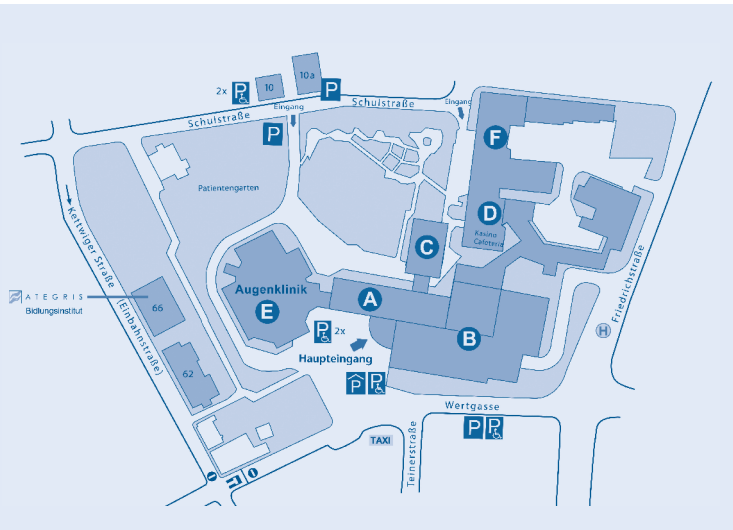 10a
10
2x
P
P
Eingang
Schulstraße
Schulstraße
Eingang
P
F
Patientengarten
D
Kasino
Cafeteria
C
Kettwiger Straße
(Einbahnstraße)
Friedrichstraße
ATEGRIS
Bidlungsinstitut
66
Augenklinik
E
A
B
H
P
2x
Haupteingang
62
P
P
Wertgasse
P
P
TAXI
Teinerstraße